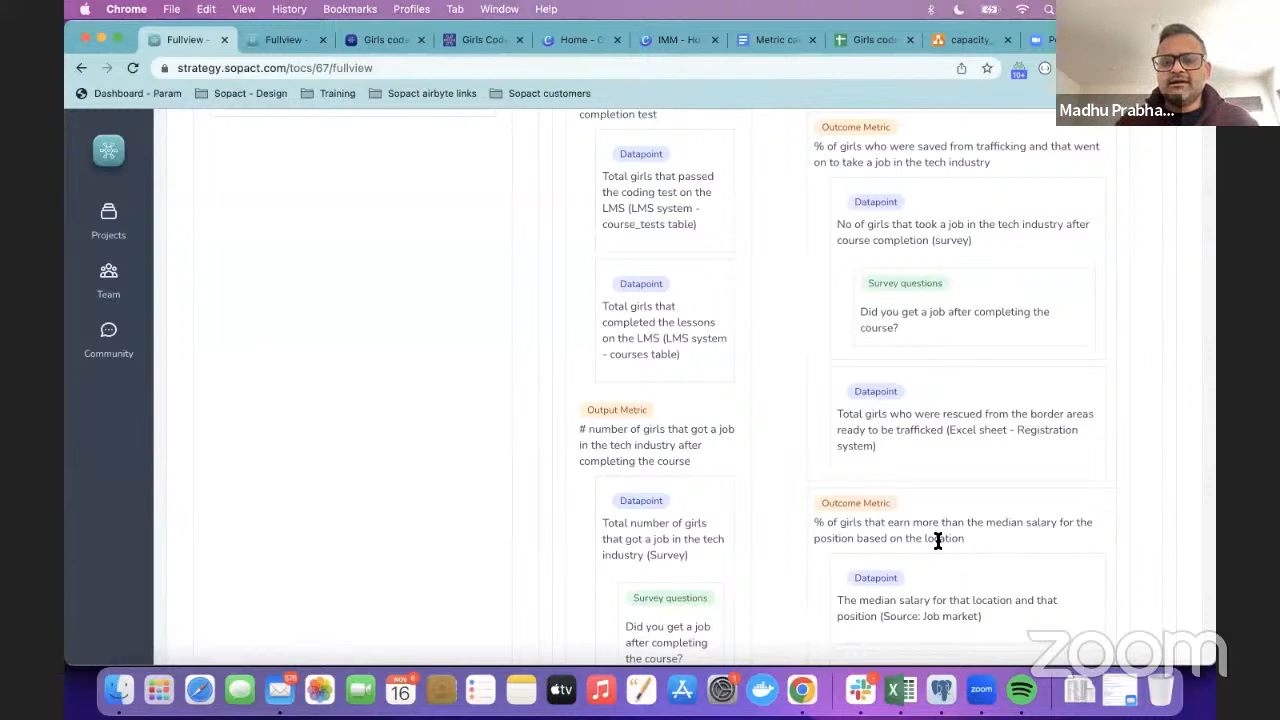 Chrome File Edit View History Bookmarks Profiles Tab Window Help
Fullview - Fullview - Girls cod Girls Cod Home - C IMM - Ho Metric ca Girls cod capacity_ P
strategy.sopact.com/tocs/67/fullview
10+
Dashboard - Param Sopact - Design Training Sopact airbyte links Sopact customers
Madhu Prabha...
Projects
Team
Community
completion test
Datapoint
Total girls that passed
the coding test on the
LMS (LMS system -
course_tests table)
Datapoint
Total girls that
completed the lessons
on the LMS (LMS system
- courses table)
Output Metric
# number of girls that got a job
in the tech industry after
completing the course
Datapoint
Total number of girls
that got a job in the tech
industry (Survey)
Survey questions
Did you get a job
after completing
the course?
Outcome Metric
% of girls who were saved from trafficking and that went
on to take a job in the tech industry
Datapoint
No of girls that took a job in the tech industry after
course completion (survey)
Survey questions
Did you get a job after completing the
course?
Datapoint
Total girls who were rescued from the border areas
ready to be trafficked (Excel sheet - Registration
system)
Outcome Metric
% of girls that earn more than the median salary for the
position based on the location
Datapoint
The median salary for that location and that
position (Source: Job market)
zoom
576
NOV
16
tv
1
zoom